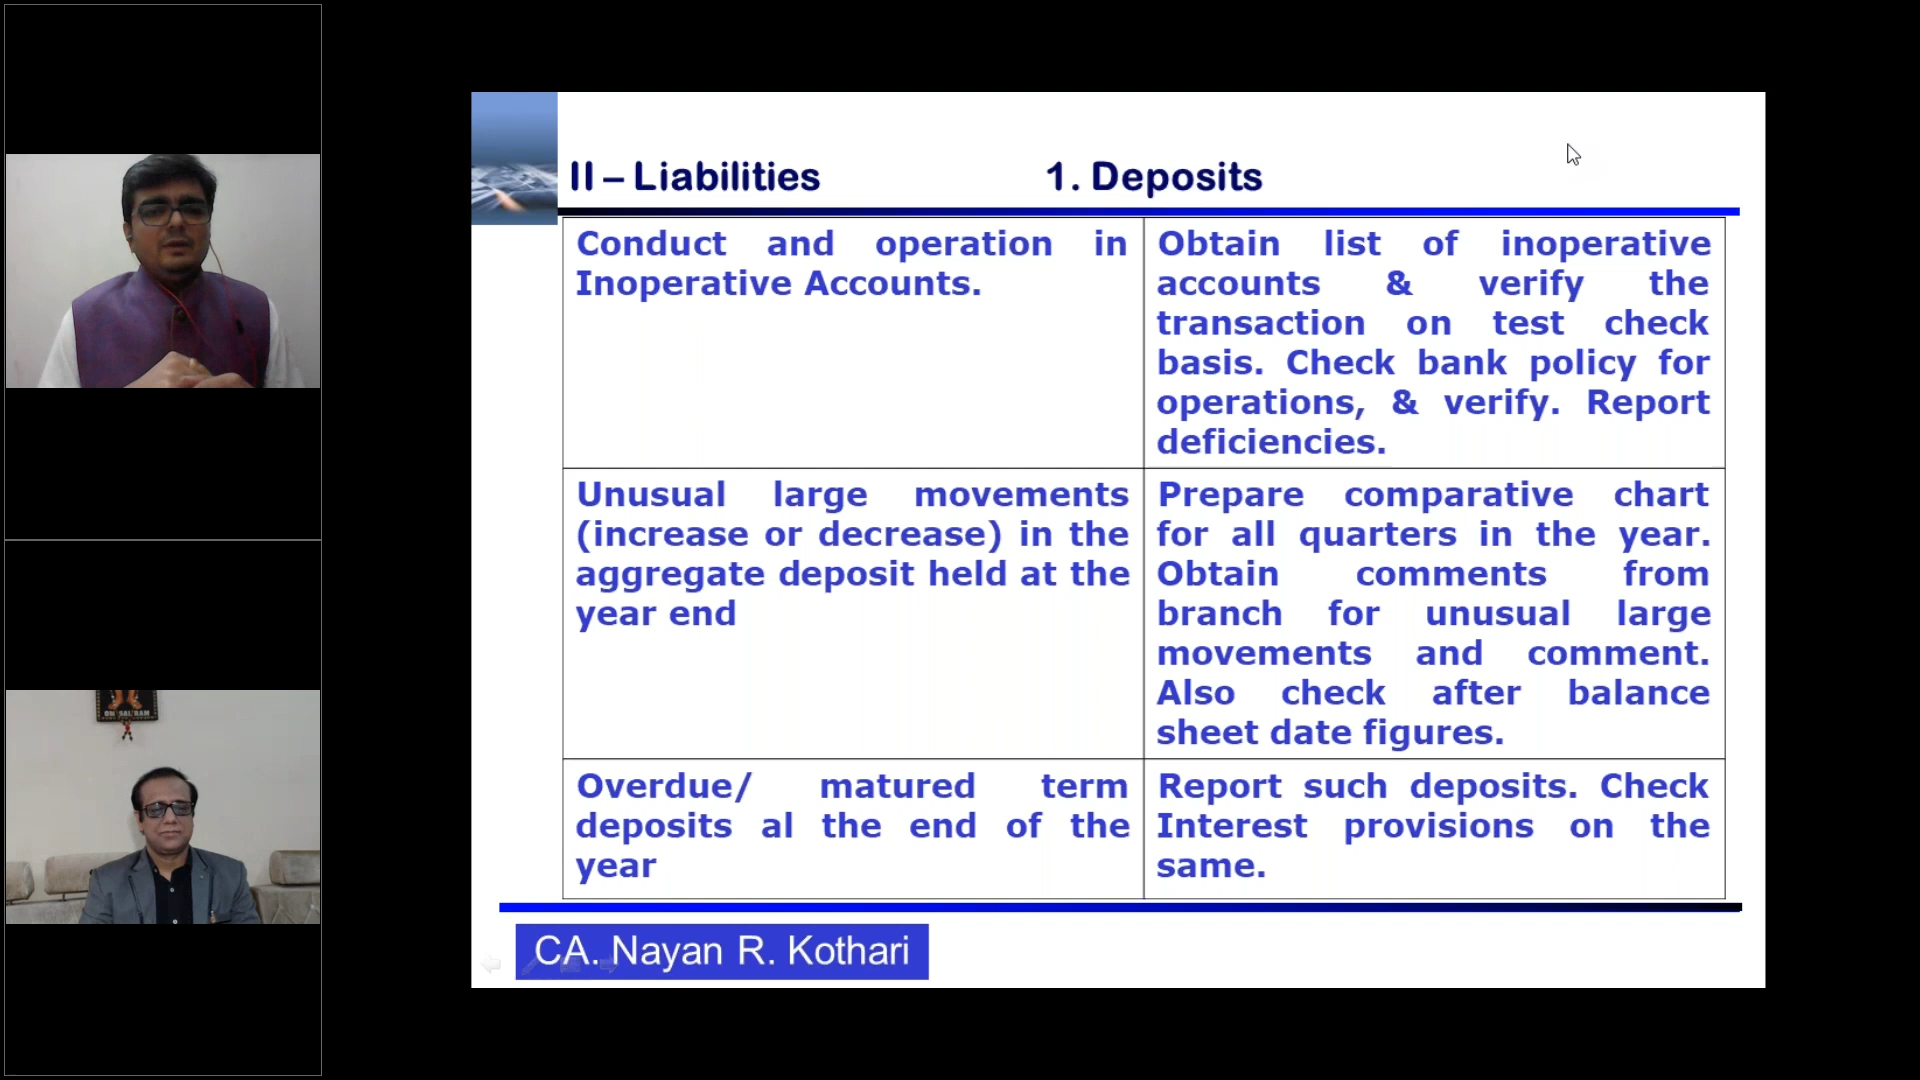 II – Liabilities 1. Deposits
Conduct and operation in
Inoperative Accounts.
Obtain list of inoperative
accounts & verify the
transaction on test check
basis. Check bank policy for
operations, & verify. Report
deficiencies.
Unusual large movements
(increase or decrease) in the
aggregate deposit held at the
year end
Prepare comparative chart
for all quarters in the year.
Obtain comments from
branch for unusual large
movements and comment.
Also check after balance
sheet date figures.
Overdue/ matured term
deposits al the end of the
year
Report such deposits. Check
Interest provisions on the
same.
CA. Nayan R. Kothari